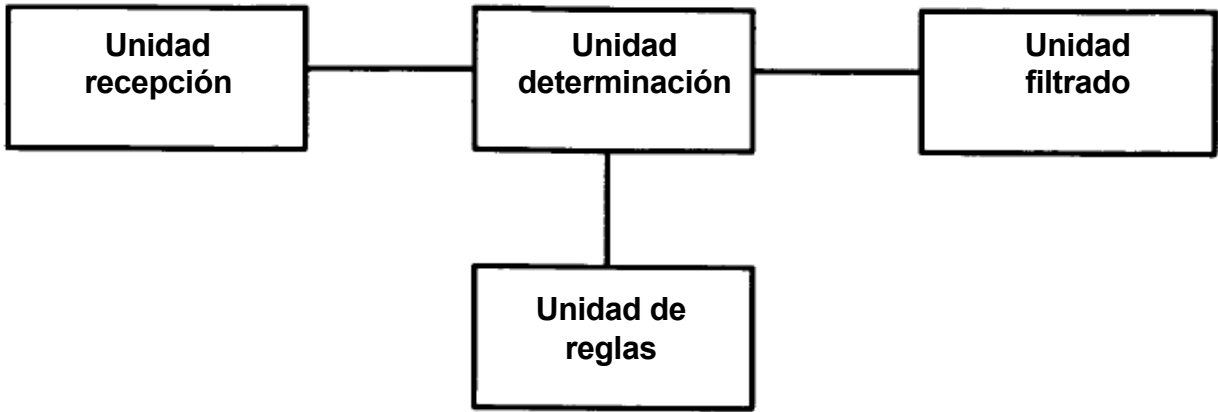 Unidad
recepción
Unidad
determinación
Unidad
filtrado
Unidad de
reglas